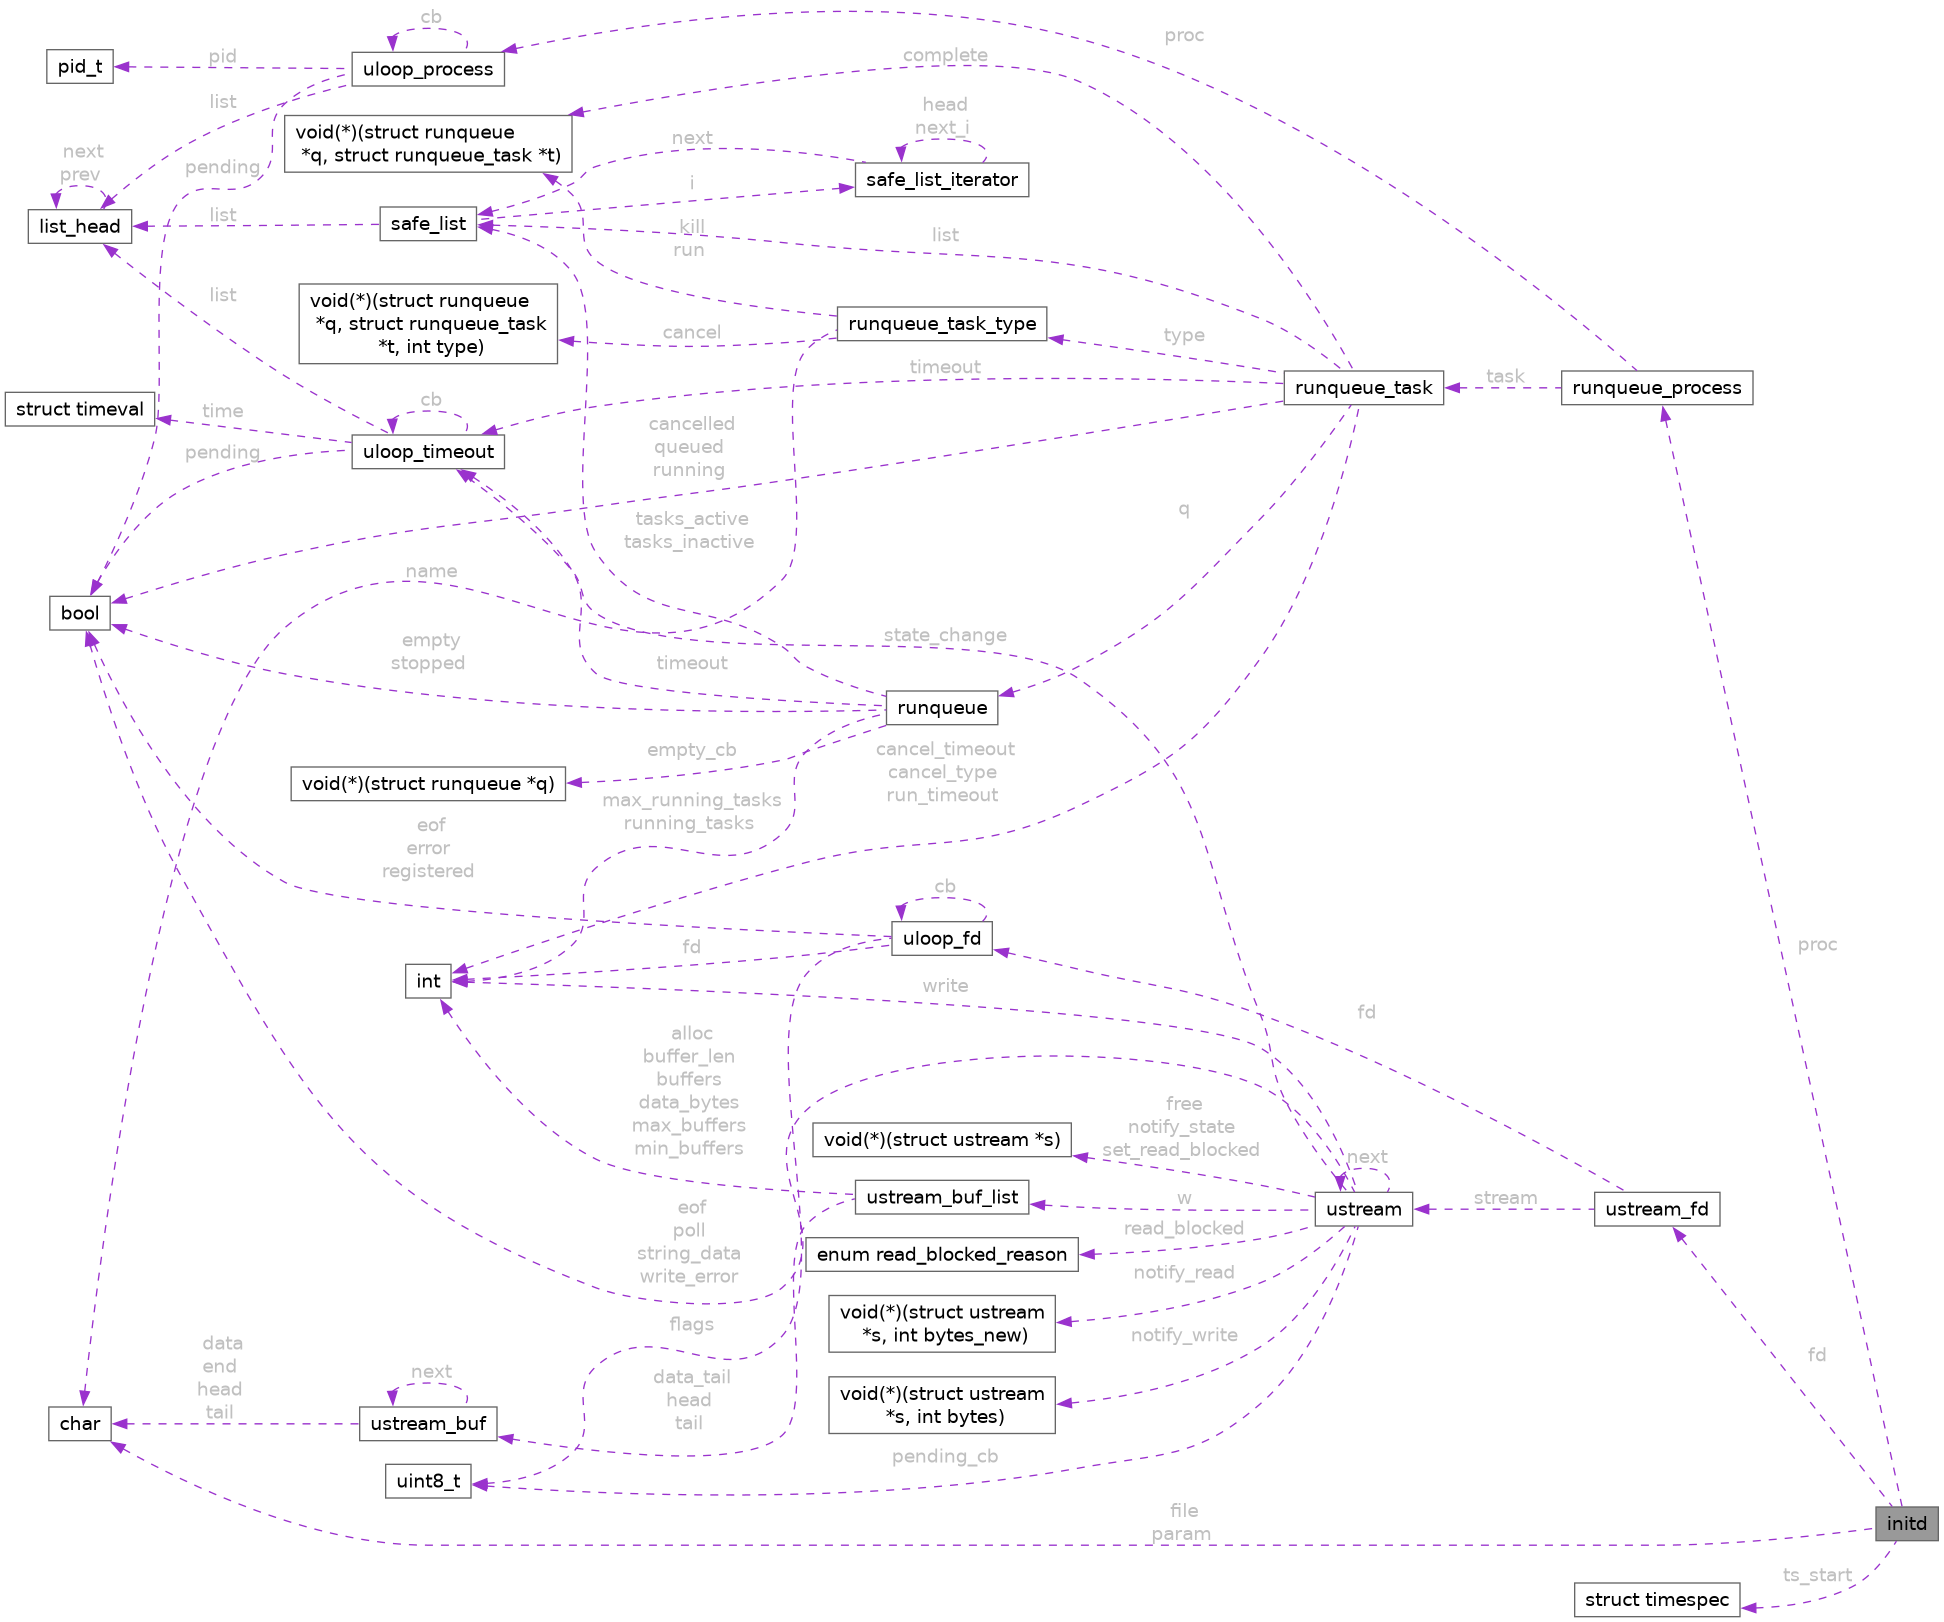 cb
proc
pid_t
pid
uloop_process
complete
list
head
next_i
void(*)(struct runqueue
*q, struct runqueue_task *t)
next
next
prev
pending
i
safe_list_iterator
list_head
list
safe_list
kill
run
list
list
void(*)(struct runqueue
*q, struct runqueue_task
*t, int type)
cancel
runqueue_task_type
type
timeout
task
runqueue_task
runqueue_process
struct timeval
time
cb
cancelled
queued
running
uloop_timeout
pending
q
tasks_active
tasks_inactive
name
bool
empty
stopped
state_change
timeout
runqueue
empty_cb
cancel_timeout
cancel_type
run_timeout
void(*)(struct runqueue *q)
max_running_tasks
running_tasks
eof
error
registered
cb
uloop_fd
fd
proc
int
write
fd
alloc
buffer_len
buffers
data_bytes
max_buffers
min_buffers
free
notify_state
set_read_blocked
void(*)(struct ustream *s)
next
ustream_buf_list
w
ustream
stream
ustream_fd
eof
poll
string_data
write_error
read_blocked
enum read_blocked_reason
notify_read
void(*)(struct ustream
*s, int bytes_new)
flags
notify_write
fd
data
end
head
tail
next
data_tail
head
tail
void(*)(struct ustream
*s, int bytes)
char
ustream_buf
pending_cb
uint8_t
file
param
initd
ts_start
struct timespec